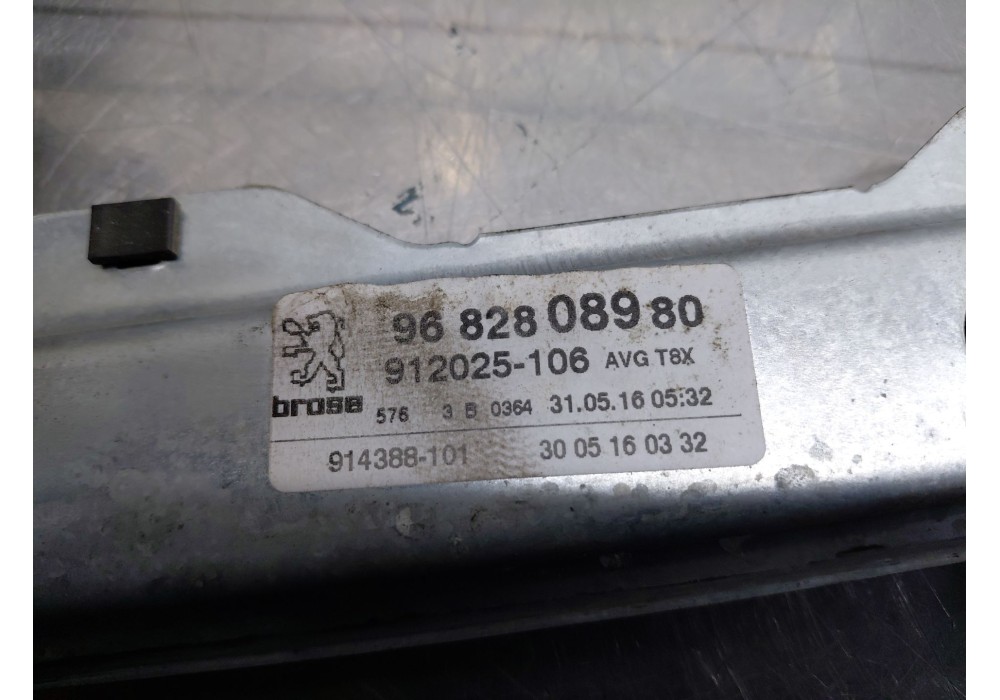 96 828 089 80
912025-106 AVG T8X
brose 576 3 B 0364 31.05.16 05:32
914388-101 30 05 16 03 32